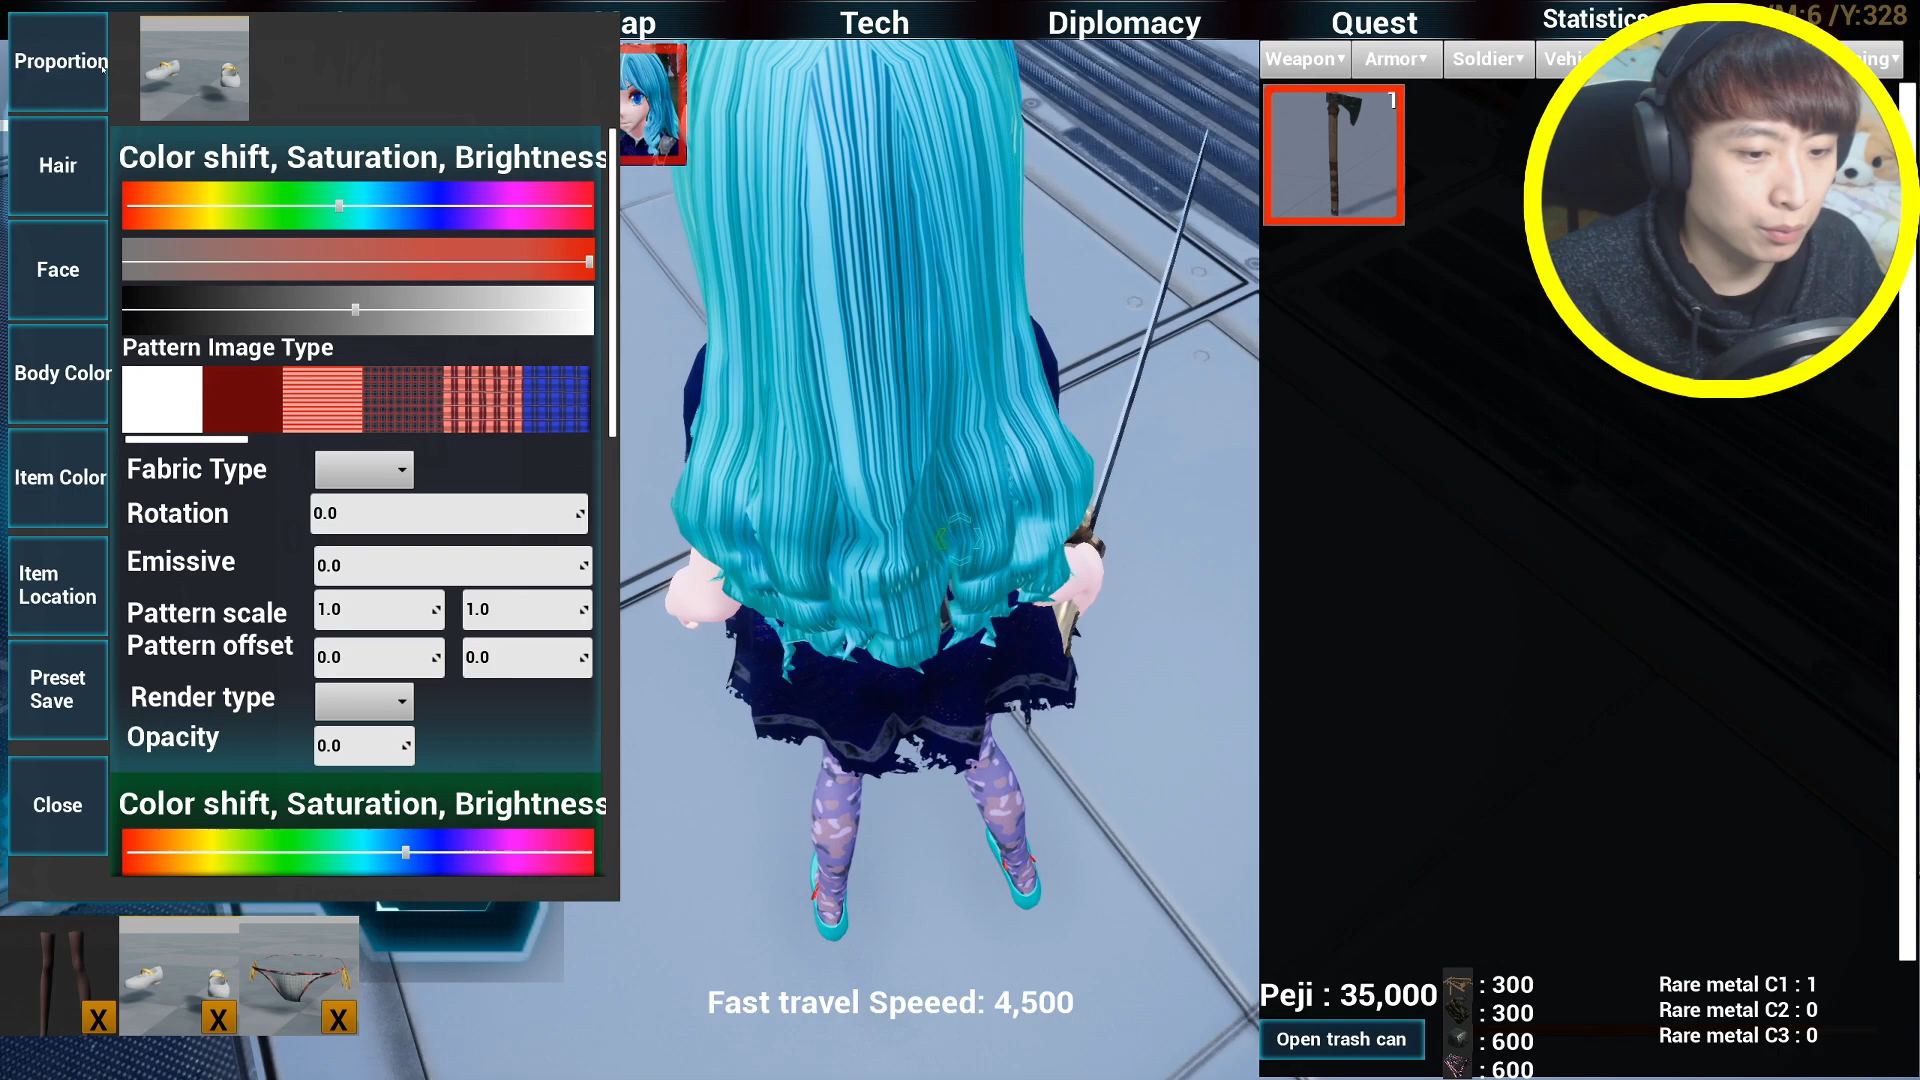 ap
Tech
Diplomacy
Quest
Statistics
/M:6 /Y:328
Proportion
Hair
Face
Body Color
Item Color
Item
Location
Preset
Save
Close
Color shift, Saturation, Brightness
Pattern Image Type
Fabric Type
Rotation 0.0
Emissive 0.0
Pattern scale 1.0 1.0
Pattern offset 0.0 0.0
Render type
Opacity 0.0
Color shift, Saturation, Brightness
X X X
Fast travel Speeed: 4,500
Weapon Armor Soldier Vehi ing
1
Peji : 35,000
Open trash can
: 300
: 300
: 600
: 600
Rare metal C1 : 1
Rare metal C2 : 0
Rare metal C3 : 0